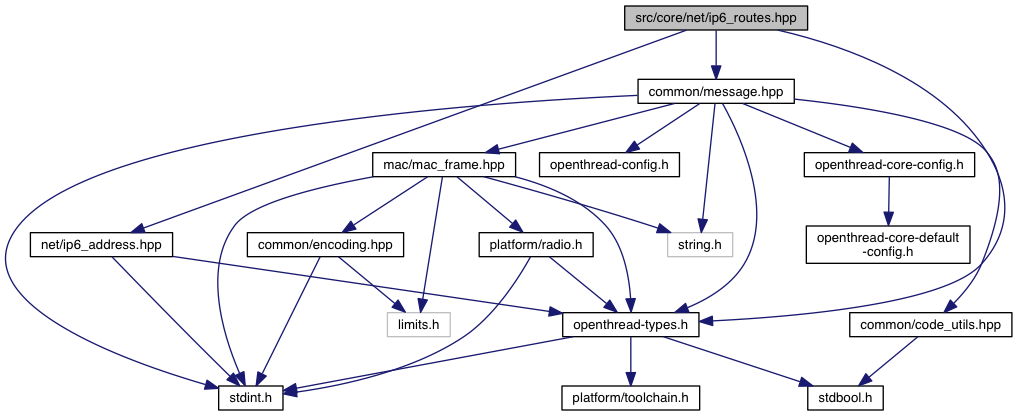 src/core/net/ip6_routes.hpp
common/message.hpp
mac/mac_frame.hpp
openthread-config.h
openthread-core-config.h
net/ip6_address.hpp
common/encoding.hpp
platform/radio.h
string.h
openthread-core-default
-config.h
limits.h
openthread-types.h
common/code_utils.hpp
stdint.h
platform/toolchain.h
stdbool.h